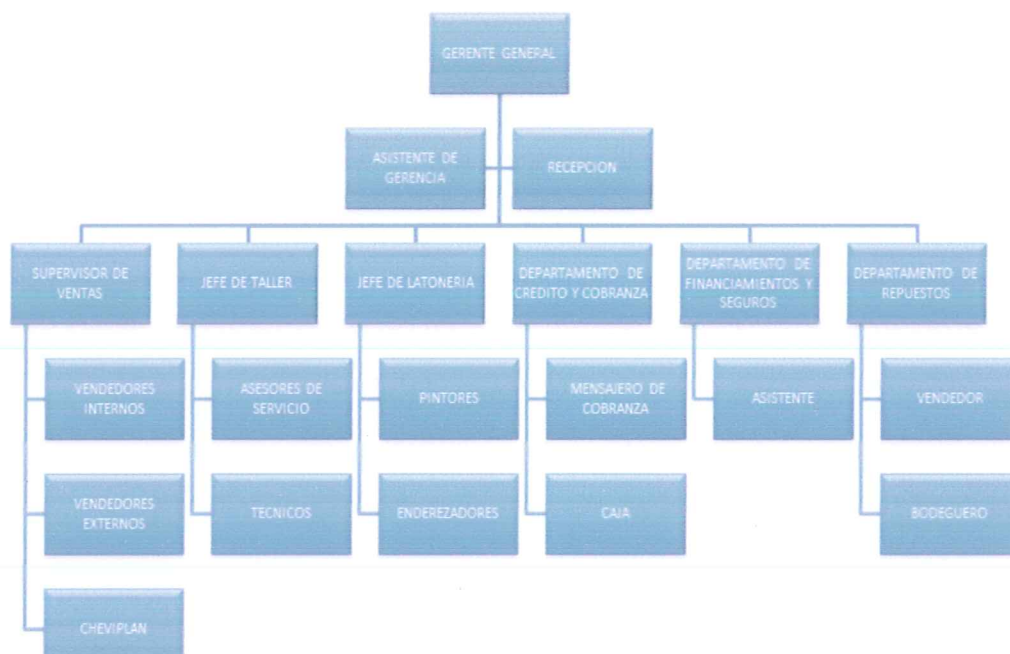 GERENTE GENERAL
ASISTENTE DE
GERENCIA
RECEPCION
SUPERVISOR DE
VENTAS
JEFE DE TALLER
JEFE DE LATONERIA
DEPARTAMENTO DE
CREDITO Y COBRANZA
DEPARTAMENTO DE
FINANCIAMIENTOS Y
SEGUROS
DEPARTAMENTO DE
REPUESTOS
VENDEDORES
INTERNOS
ASESORES DE
SERVICIO
PINTORES
MENSAJERO DE
COBRANZA
ASISTENTE
VENDEDOR
VENDEDORES
EXTERNOS
TECNICOS
ENDEREZADORES
CAJA
BODEGUERO
CHEVIPLAN